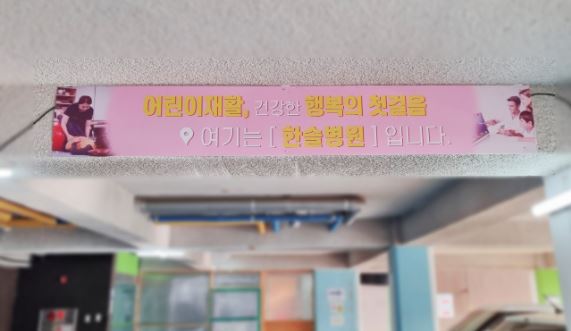 어린이재활, 건강한 행복의 첫걸음
여기는 [ 한슬병원 ] 입니다.